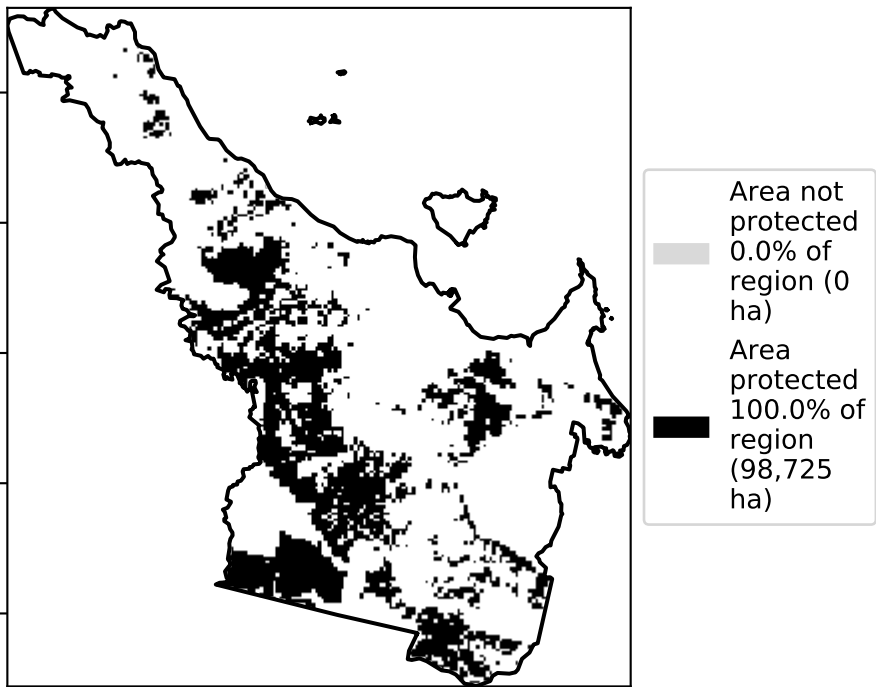 Area not
protected
0.0% of
region (0
ha)
Area
protected
100.0% of
region
(98,725
ha)